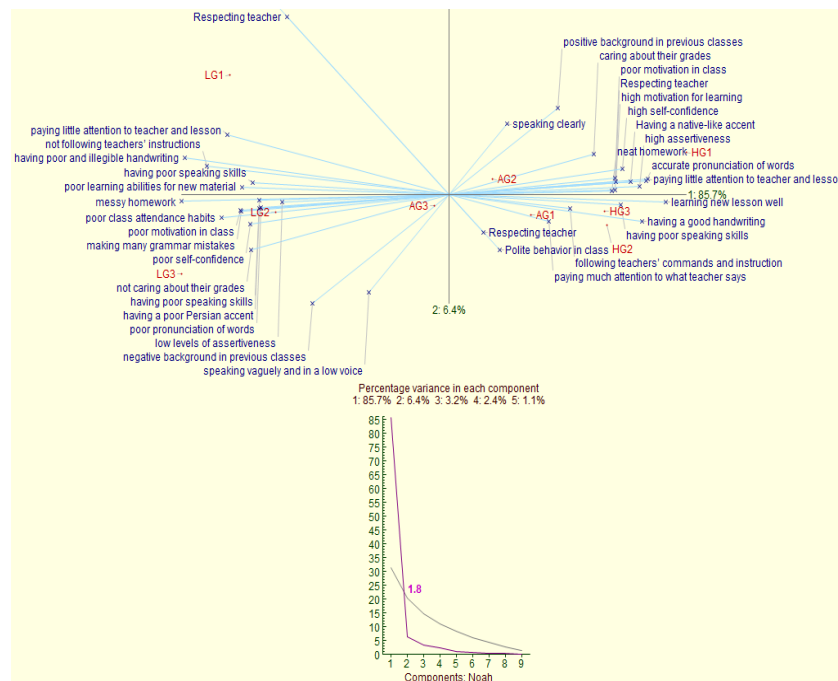 Respecting teacher
positive background in previous classes
caring about their grades
LG1
poor motivation in class
Respecting teacher
high motivation for learning
high self-confidence
speaking clearly
Having a native-like accent
paying little attention to teacher and lesson
high assertiveness
not following teachers' instructions
neat homework
HG1
having poor and illegible handwriting
accurate pronunciation of words
having poor speaking skills
AG2
paying little attention to teacher and lesso
poor learning abilities for new material
1: 85.7%
messy homework
AG3
learning new lesson well
poor class attendance habits
LG2
AG1
HG3
having a good handwriting
poor motivation in class
Respecting teacher
having poor speaking skills
making many grammar mistakes
Polite behavior in class
HG2
poor self-confidence
following teachers' commands and instruction
LG3
paying much attention to what teacher says
not caring about their grades
having poor speaking skills
2: 6.4%
having a poor Persian accent
poor pronunciation of words
low levels of assertiveness
negative background in previous classes
speaking vaguely and in a low voice
Percentage variance in each component
1: 85.7% 2: 6.4% 3: 3.2% 4: 2.4% 5: 1.1%
85
80
75
70
65
60
55
50
45
40
35
30
25
1.8
20
15
10
5
0
1 2 3 4 5 6 7 8 9
Components: Noah